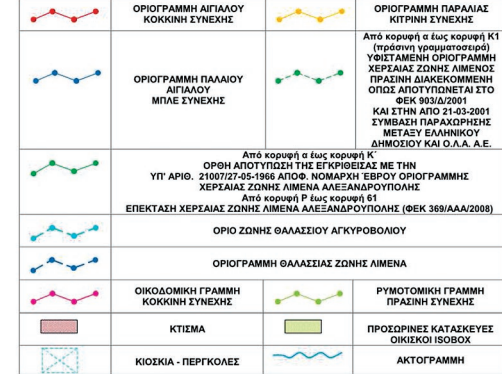 ΟΡΙΟΓΡΑΜΜΗ ΑΙΓΙΑΛΟΥ
ΚΟΚΚΙΝΗ ΣΥΝΕΧΗΣ
ΟΡΙΟΓΡΑΜΜΗ ΠΑΡΑΛΙΑΣ
ΚΙΤΡΙΝΗ ΣΥΝΕΧΗΣ
ΟΡΙΟΓΡΑΜΜΗ ΠΑΛΑΙΟΥ
ΑΙΓΙΑΛΟΥ
ΜΠΛΕ ΣΥΝΕΧΗΣ
Από κορυφή α έως κορυφή Κ1
(πράσινη γραμματοσειρά)
ΥΦΙΣΤΑΜΕΝΗ ΟΡΙΟΓΡΑΜΜΗ
ΧΕΡΣΑΙΑΣ ΖΩΝΗΣ ΛΙΜΕΝΟΣ
ΠΡΑΣΙΝΗ ΔΙΑΚΕΚΟΜΜΕΝΗ
ΟΠΩΣ ΑΠΟΤΥΠΩΝΕΤΑΙ ΣΤΟ
ΦΕΚ 903/Δ/2001
ΚΑΙ ΣΤΗΝ ΑΠΟ 21-03-2001
ΣΥΜΒΑΣΗ ΠΑΡΑΧΩΡΗΣΗΣ
ΜΕΤΑΞΥ ΕΛΛΗΝΙΚΟΥ
ΔΗΜΟΣΙΟΥ ΚΑΙ Ο.Λ.Α. Α.Ε.
Από κορυφή α έως κορυφή Κ΄
ΟΡΘΗ ΑΠΟΤΥΠΩΣΗ ΤΗΣ ΕΓΚΡΙΘΕΙΣΑΣ ΜΕ ΤΗΝ
ΥΠ' ΑΡΙΘ. 21007/27-05-1966 ΑΠΟΦ. ΝΟΜΑΡΧΗ ΈΒΡΟΥ ΟΡΙΟΓΡΑΜΜΗΣ
ΧΕΡΣΑΙΑΣ ΖΩΝΗΣ ΛΙΜΕΝΑ ΑΛΕΞΑΝΔΡΟΥΠΟΛΗΣ
Από κορυφή Ρ έως κορυφή 61
ΕΠΕΚΤΑΣΗ ΧΕΡΣΑΙΑΣ ΖΩΝΗΣ ΛΙΜΕΝΑ ΑΛΕΞΑΝΔΡΟΥΠΟΛΗΣ (ΦΕΚ 369/ΑΑΑ/2008)
ΟΡΙΟ ΖΩΝΗΣ ΘΑΛΑΣΣΙΟΥ ΑΓΚΥΡΟΒΟΛΙΟΥ
ΟΡΙΟΓΡΑΜΜΗ ΘΑΛΑΣΣΙΑΣ ΖΩΝΗΣ ΛΙΜΕΝΑ
ΟΙΚΟΔΟΜΙΚΗ ΓΡΑΜΜΗ
ΚΟΚΚΙΝΗ ΣΥΝΕΧΗΣ
ΡΥΜΟΤΟΜΙΚΗ ΓΡΑΜΜΗ
ΠΡΑΣΙΝΗ ΣΥΝΕΧΗΣ
ΚΤΙΣΜΑ
ΠΡΟΣΩΡΙΝΕΣ ΚΑΤΑΣΚΕΥΕΣ
ΟΙΚΙΣΚΟΙ ISOBOX
ΚΙΟΣΚΙΑ - ΠΕΡΓΚΟΛΕΣ
ΑΚΤΟΓΡΑΜΜΗ